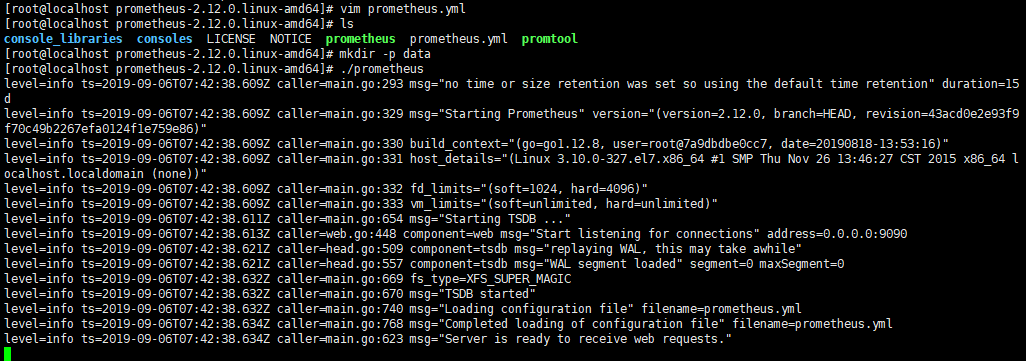 [root@localhost prometheus-2.12.0.linux-amd64]# vim prometheus.yml
[root@localhost prometheus-2.12.0.linux-amd64]# ls
console_libraries  consoles  LICENSE  NOTICE  prometheus  prometheus.yml  promtool
[root@localhost prometheus-2.12.0.linux-amd64]# mkdir -p data
[root@localhost prometheus-2.12.0.linux-amd64]# ./prometheus
level=info ts=2019-09-06T07:42:38.609Z caller=main.go:293 msg="no time or size retention was set so using the default time retention" duration=15
d
level=info ts=2019-09-06T07:42:38.609Z caller=main.go:329 msg="Starting Prometheus" version="(version=2.12.0, branch=HEAD, revision=43acd0e2e93f9
f70c49b2267efa0124f1e759e86)"
level=info ts=2019-09-06T07:42:38.609Z caller=main.go:330 build_context="(go=go1.12.8, user=root@7a9dbdbe0cc7, date=20190818-13:53:16)"
level=info ts=2019-09-06T07:42:38.609Z caller=main.go:331 host_details="(Linux 3.10.0-327.el7.x86_64 #1 SMP Thu Nov 26 13:46:27 CST 2015 x86_64 l
ocalhost.localdomain (none))"
level=info ts=2019-09-06T07:42:38.609Z caller=main.go:332 fd_limits="(soft=1024, hard=4096)"
level=info ts=2019-09-06T07:42:38.609Z caller=main.go:333 vm_limits="(soft=unlimited, hard=unlimited)"
level=info ts=2019-09-06T07:42:38.611Z caller=main.go:654 msg="Starting TSDB ..."
level=info ts=2019-09-06T07:42:38.613Z caller=web.go:448 component=web msg="Start listening for connections" address=0.0.0.0:9090
level=info ts=2019-09-06T07:42:38.621Z caller=head.go:509 component=tsdb msg="replaying WAL, this may take awhile"
level=info ts=2019-09-06T07:42:38.621Z caller=head.go:557 component=tsdb msg="WAL segment loaded" segment=0 maxSegment=0
level=info ts=2019-09-06T07:42:38.632Z caller=main.go:669 fs_type=XFS_SUPER_MAGIC
level=info ts=2019-09-06T07:42:38.632Z caller=main.go:670 msg="TSDB started"
level=info ts=2019-09-06T07:42:38.632Z caller=main.go:740 msg="Loading configuration file" filename=prometheus.yml
level=info ts=2019-09-06T07:42:38.634Z caller=main.go:768 msg="Completed loading of configuration file" filename=prometheus.yml
level=info ts=2019-09-06T07:42:38.634Z caller=main.go:623 msg="Server is ready to receive web requests."